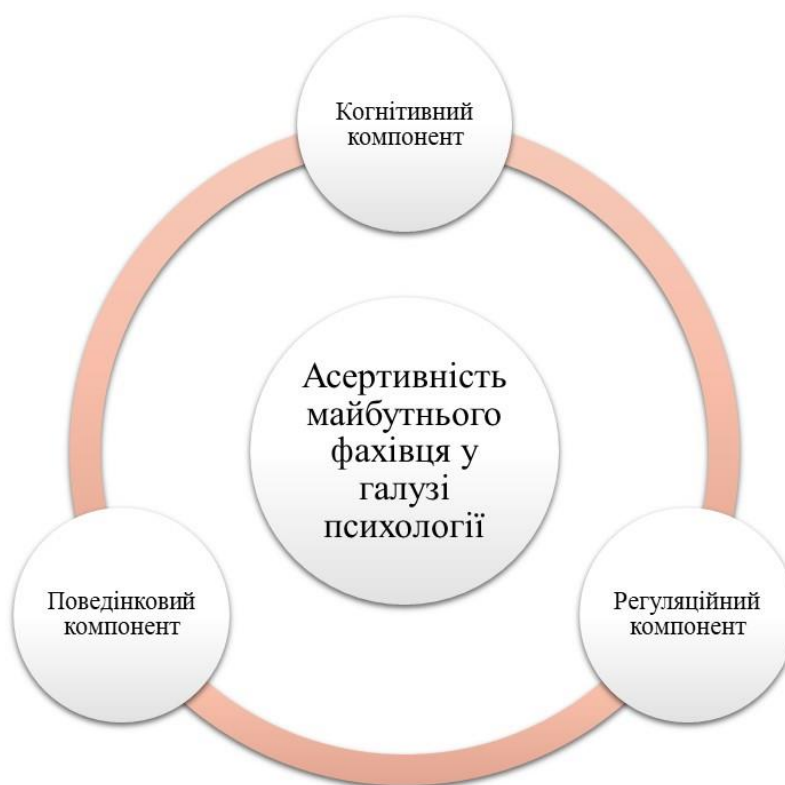 Когнітивний
компонент
Асертивність
майбутнього
фахівця у
галузі
психології
Поведінковий
компонент
Регуляційний
компонент